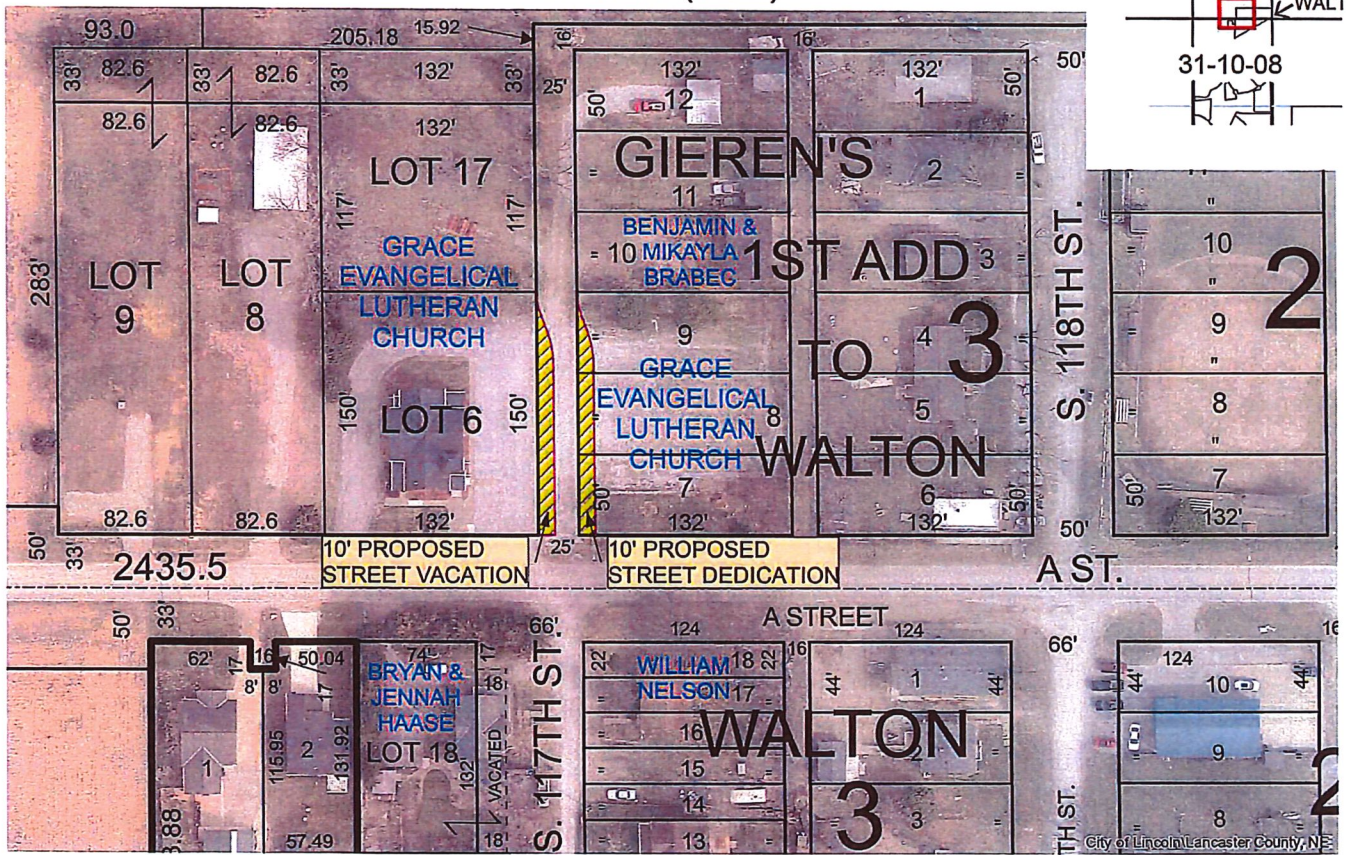 WALT
31-10-08
93.0
205.18
15.92
16'
16'
50'
33'
82.6
33'
82.6
33'
132'
33'
25'
132'
132'
50'
12
50'
1
82.6
82.6
132'
LOT 17
GIEREN'S
11
2
117'
117'
GRACE
EVANGELICAL
LUTHERAN
CHURCH
BENJAMIN &
= 10 MIKAYLA
BRABEC
1ST ADD
3
S. 118TH ST.
10
"
2
283'
LOT
9
LOT
8
9
TO
4
3
9
"
GRACE
EVANGELICAL
LUTHERAN
CHURCH
8
5
8
"
150'
LOT 6
150'
WALTON
7
50'
6
50'
7
50'
82.6
82.6
132'
132'
132'
132'
50'
33'
2435.5
10' PROPOSED
STREET VACATION
25'
10' PROPOSED
STREET DEDICATION
50'
A ST.
A STREET
50'
33'
66'
124
124
66'
16
62'
17
16
50.04
8'
8'
17
74'
17
18'
BRYAN &
JENNAH
HAASE
LOT 18
22'
WILLIAM
NELSON
18
22
17
16'
44'
1
44'
124
44'
10
44'
S. 117TH ST.
16
WALTON
2
9
1
115.95
2
131.92
132'
VACATED
15
14
3
3
8
2
3.88
57.49
18'
13
TH ST.
City of Lincoln\Lancaster County, NE